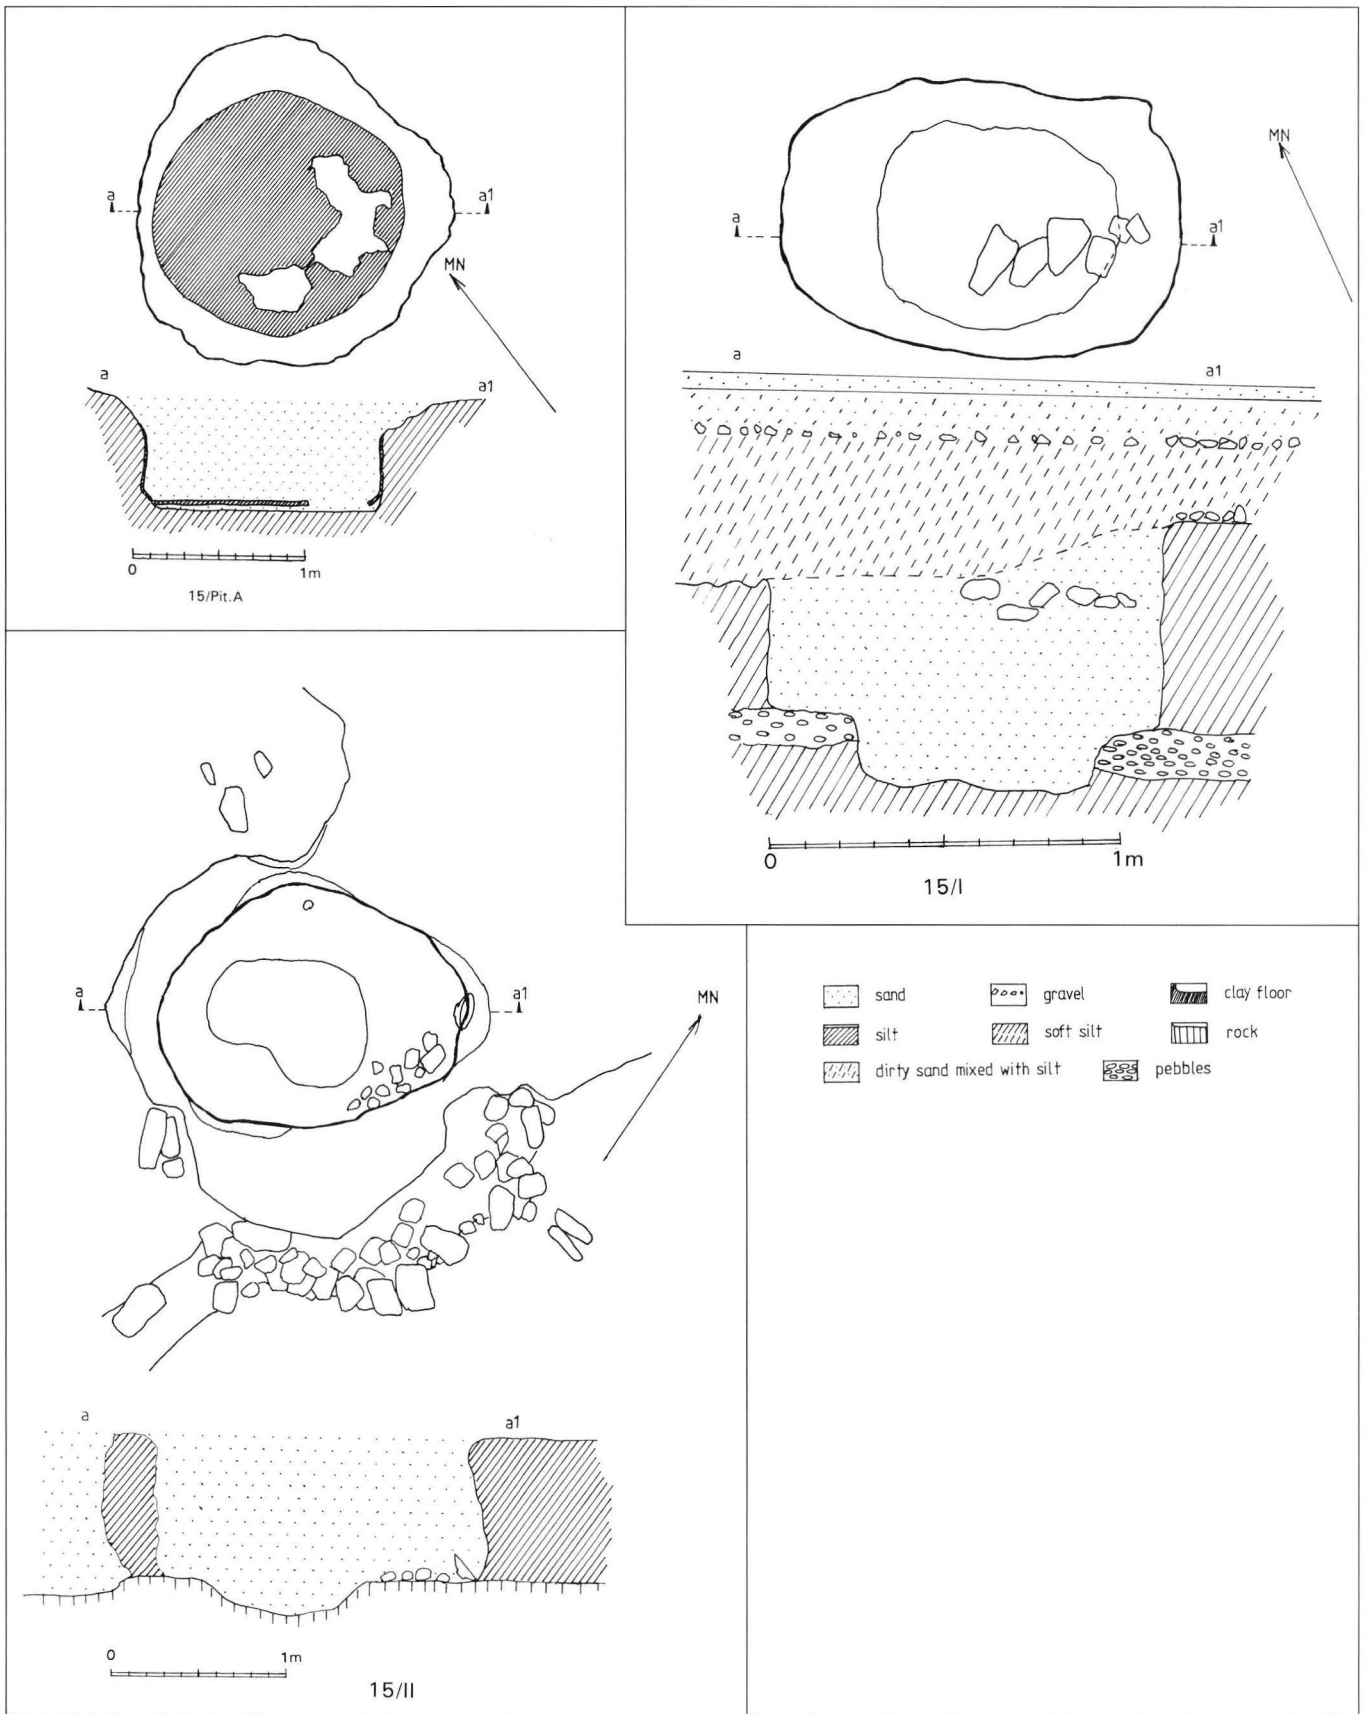 a a1
MN
a a1
0 1m
15/Pit.A
MN
a a1
a a1
0 1m
15/I
a a1
MN
a a1
0 1m
15/II
sand gravel clay floor
silt soft silt rock
dirty sand mixed with silt pebbles